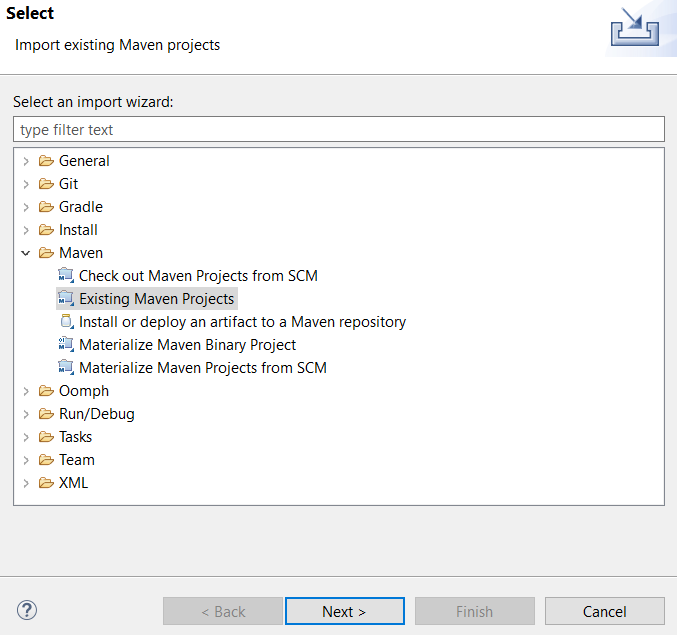 Select
Import existing Maven projects
Select an import wizard:
type filter text
General
Git
Gradle
Install
Maven
Check out Maven Projects from SCM
Existing Maven Projects
Install or deploy an artifact to a Maven repository
Materialize Maven Binary Project
Materialize Maven Projects from SCM
Oomph
Run/Debug
Tasks
Team
XML
? < Back Next > Finish Cancel